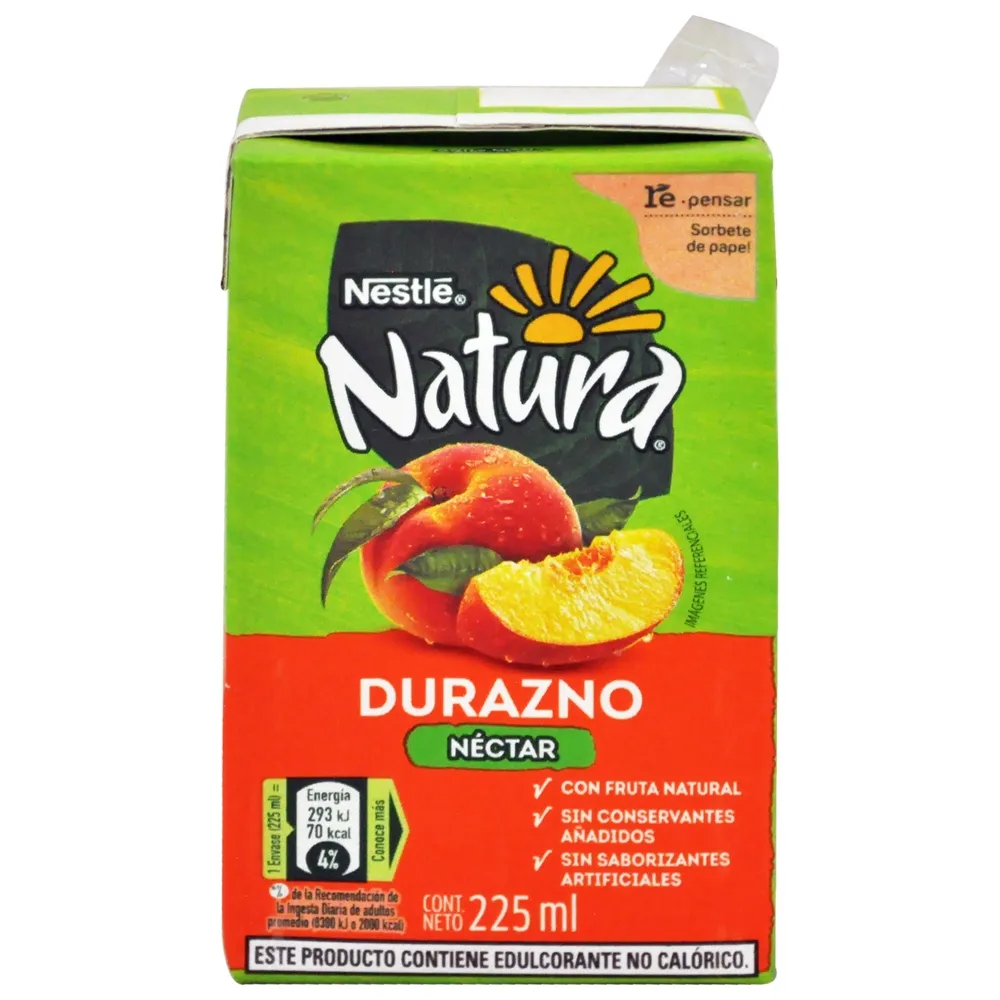 re•pensar
Sorbete
de papel
Nestlé®
Natura®
IMÁGENES REFERENCIALES
DURAZNO
NÉCTAR
✓ CON FRUTA NATURAL
✓ SIN CONSERVANTES
AÑADIDOS
✓ SIN SABORIZANTES
ARTIFICIALES
1 Envase (225 ml) =
Energía
293 kJ
70 kcal
4%
Conoce más
*% de la Recomendación de
la Ingesta Diaria de adultos
promedio (8380 kJ o 2000 kcal)
CONT.
NETO 225 ml
ESTE PRODUCTO CONTIENE EDULCORANTE NO CALÓRICO.